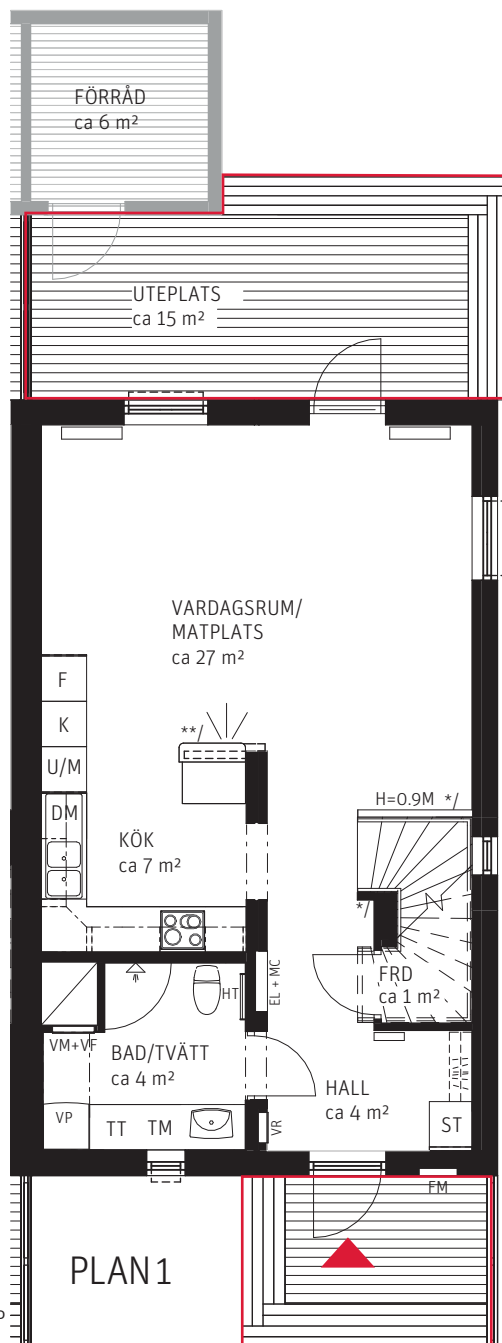 FÖRRÅD
ca 6 m²
UTEPLATS
ca 15 m²
VARDAGSRUM/
MATPLATS
ca 27 m²
F
K
**/
U/M
H=0.9M */
DM
KÖK
ca 7 m²
*/
EL + MC
FRD
ca 1 m²
HT
VM+VF
BAD/TVÄTT
ca 4 m²
HALL
ca 4 m²
VP
TT
TM
VR
ST
FM
PLAN 1